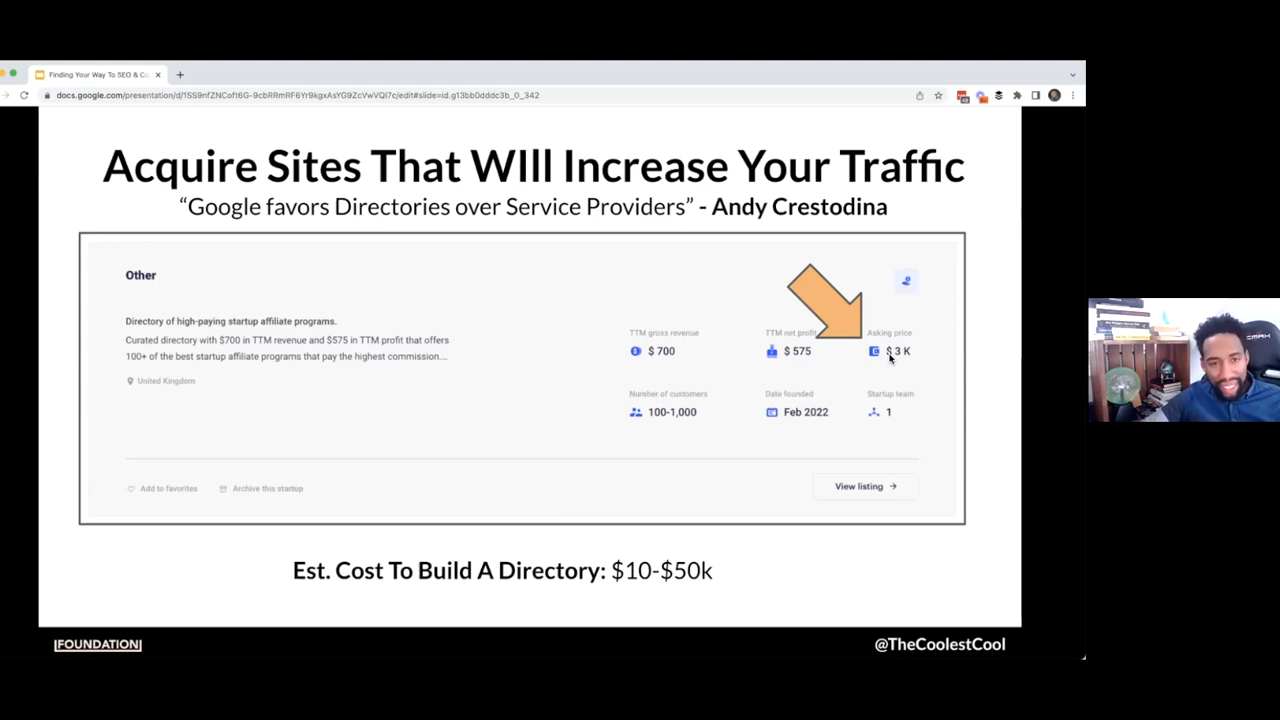 Finding Your Way To SEO & Co
docs.google.com/presentation/d/1SS9nfZNCoft6G-9cbRRmRF6Yr9kgxAsYG9ZcVwVQI7c/edit#slide=id.g13bb0dddc3b_0_342
Acquire Sites That WIll Increase Your Traffic
“Google favors Directories over Service Providers” - Andy Crestodina
Other
Directory of high-paying startup affiliate programs.
Curated directory with $700 in TTM revenue and $575 in TTM profit that offers
100+ of the best startup affiliate programs that pay the highest commission....
United Kingdom
TTM gross revenue
$ 700
TTM net profit
$ 575
Asking price
$ 3 K
Number of customers
100-1,000
Date founded
Feb 2022
Startup team
1
Add to favorites
Archive this startup
View listing
Est. Cost To Build A Directory: $10-$50k
|FOUNDATION|
@TheCoolestCool